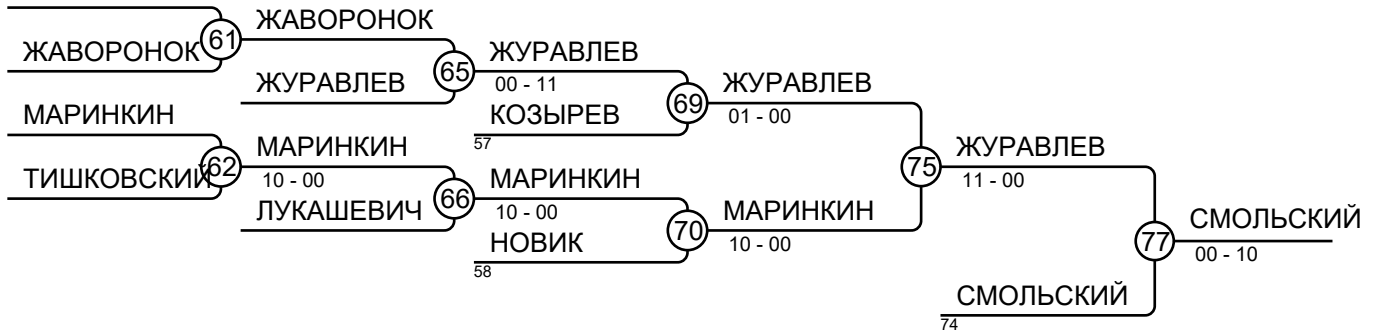 ЖАВОРОНОК
61
ЖАВОРОНОК
ЖУРАВЛЕВ
65
ЖУРАВЛЕВ
00 - 11
КОЗЫРЕВ
57
69
ЖУРАВЛЕВ
01 - 00
МАРИНКИН
ТИШКОВСКИЙ
62
МАРИНКИН
10 - 00
ЛУКАШЕВИЧ
66
МАРИНКИН
10 - 00
НОВИК
58
70
МАРИНКИН
10 - 00
75
ЖУРАВЛЕВ
11 - 00
СМОЛЬСКИЙ
74
77
СМОЛЬСКИЙ
00 - 10